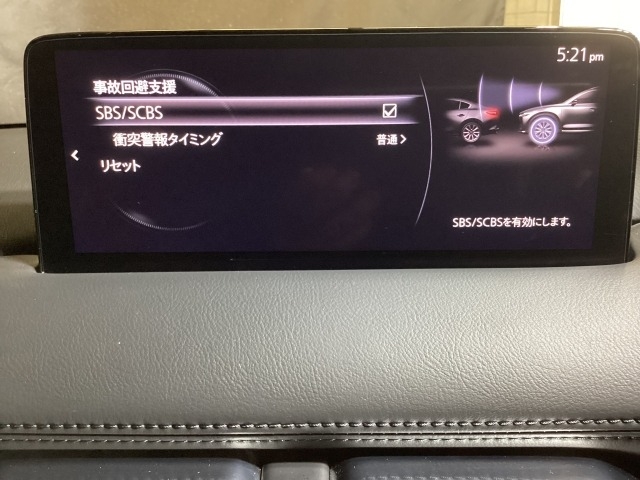 5:21 pm
事故回避支援
SBS/SCBS
衝突警報タイミング 普通
リセット
SBS/SCBSを有効にします。